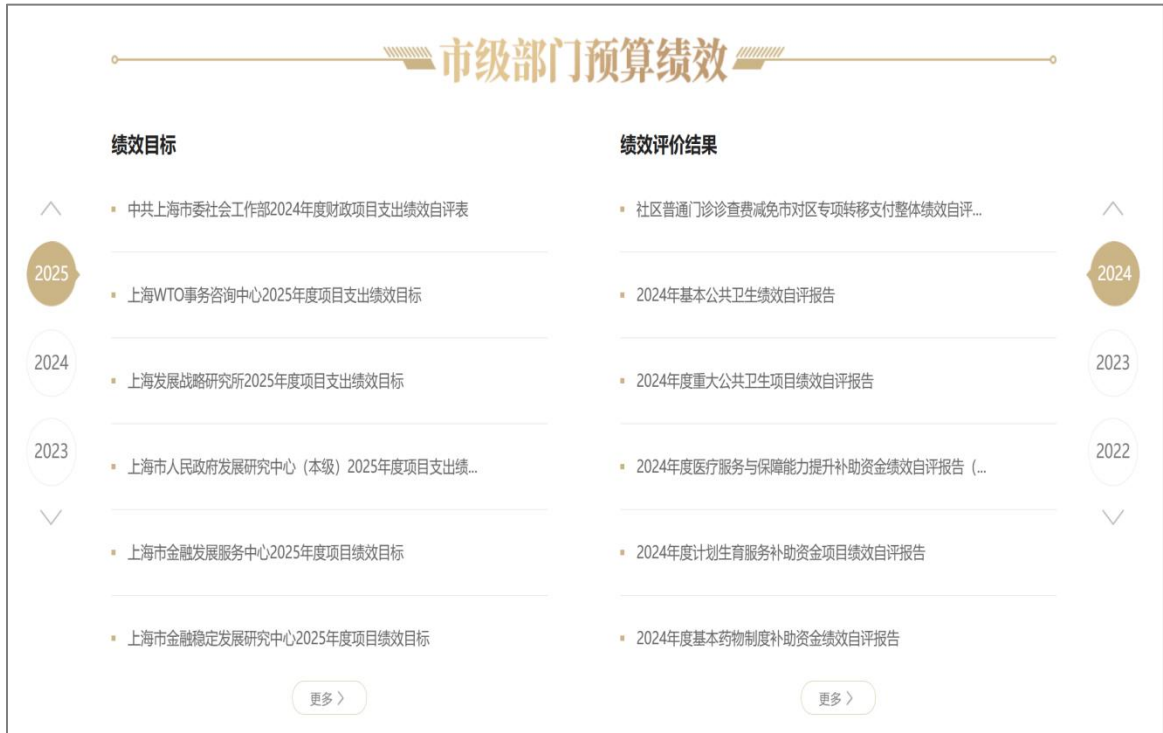 市级部门预算绩效
绩效目标
中共上海市委社会工作部2024年度财政项目支出绩效自评表
上海WTO事务咨询中心2025年度项目支出绩效目标
上海发展战略研究所2025年度项目支出绩效目标
上海市人民政府发展研究中心（本级）2025年度项目支出绩...
上海市金融发展服务中心2025年度项目绩效目标
上海市金融稳定发展研究中心2025年度项目绩效目标
更多 〉
2025
2024
2023
绩效评价结果
社区普通门诊诊查费减免市对区专项转移支付整体绩效自评...
2024年基本公共卫生绩效自评报告
2024年度重大公共卫生项目绩效自评报告
2024年度医疗服务与保障能力提升补助资金绩效自评报告（...
2024年度计划生育服务补助资金项目绩效自评报告
2024年度基本药物制度补助资金绩效自评报告
更多 〉
2024
2023
2022